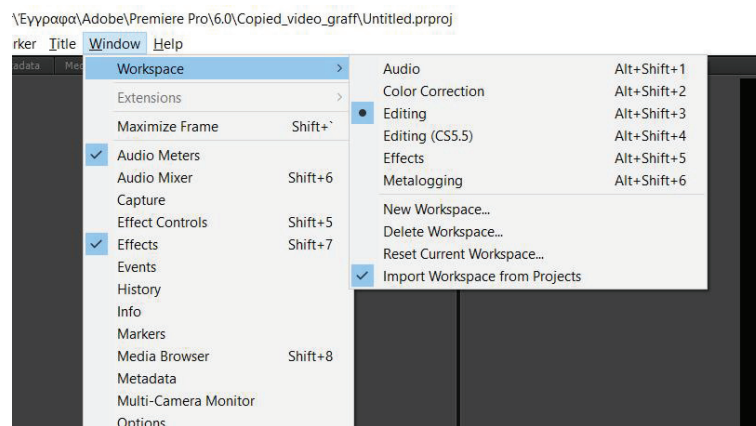 \Έγγραφα\Adobe\Premiere Pro\6.0\Copied_video_graff\Untitled.prproj
rker Title Window Help
adata Med
Workspace >
Extensions >
Maximize Frame Shift+`
Audio Meters
Audio Mixer Shift+6
Capture
Effect Controls Shift+5
Effects Shift+7
Events
History
Info
Markers
Media Browser Shift+8
Metadata
Multi-Camera Monitor
Options
Audio Alt+Shift+1
Color Correction Alt+Shift+2
Editing Alt+Shift+3
Editing (CS5.5) Alt+Shift+4
Effects Alt+Shift+5
Metalogging Alt+Shift+6
New Workspace...
Delete Workspace...
Reset Current Workspace...
Import Workspace from Projects